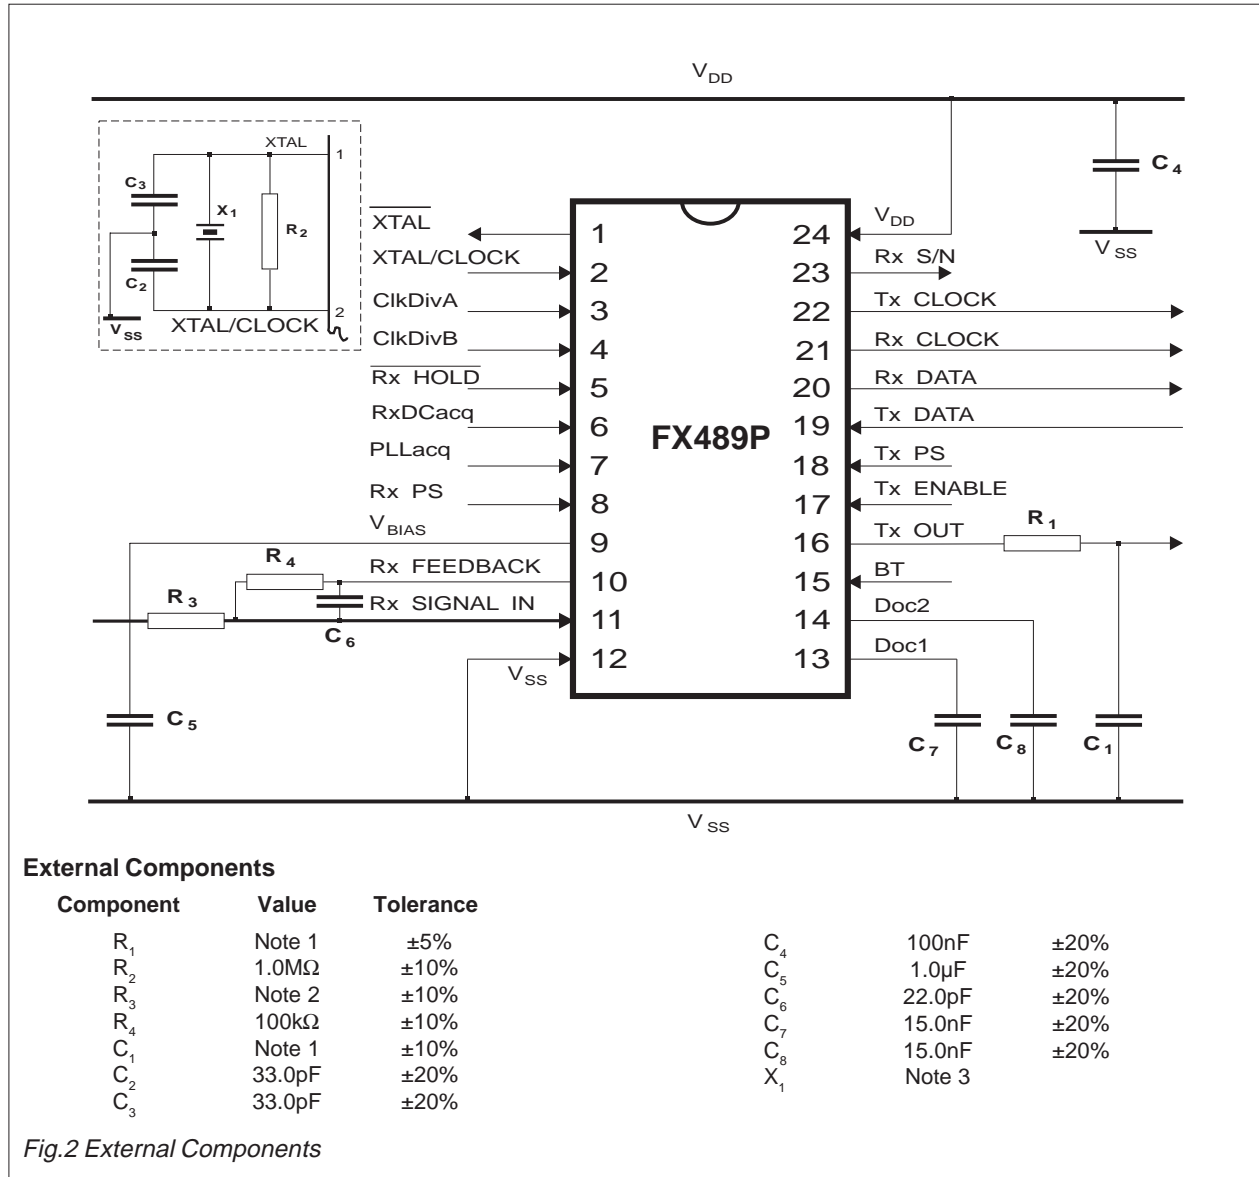 V_DD
XTAL
1
C3
X1
R2
C2
V_SS
XTAL/CLOCK
2
C4
V_SS
XTAL
XTAL/CLOCK
ClkDivA
ClkDivB
Rx HOLD
RxDCacq
PLLacq
Rx PS
V_BIAS
Rx FEEDBACK
Rx SIGNAL IN
V_SS
R4
R3
C6
C5
1
2
3
4
5
6
7
8
9
10
11
12
FX489P
24
23
22
21
20
19
18
17
16
15
14
13
V_DD
Rx S/N
Tx CLOCK
Rx CLOCK
Rx DATA
Tx DATA
Tx PS
Tx ENABLE
Tx OUT
R1
BT
Doc2
Doc1
C7
C8
C1
V_SS
External Components
Component Value Tolerance
R1 Note 1 ±5%
R2 1.0MΩ ±10%
R3 Note 2 ±10%
R4 100kΩ ±10%
C1 Note 1 ±10%
C2 33.0pF ±20%
C3 33.0pF ±20%
C4 100nF ±20%
C5 1.0µF ±20%
C6 22.0pF ±20%
C7 15.0nF ±20%
C8 15.0nF ±20%
X1 Note 3
Fig.2 External Components